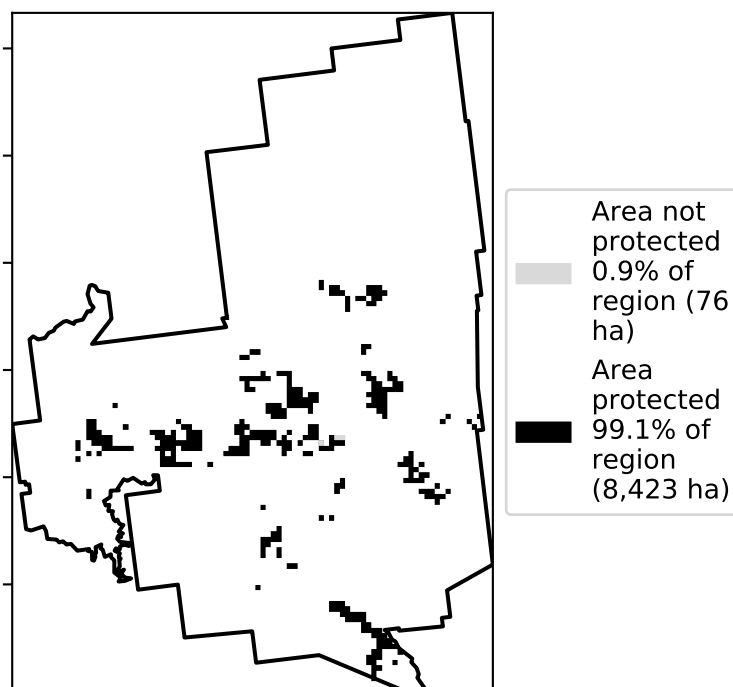 Area not
protected
0.9% of
region (76
ha)
Area
protected
99.1% of
region
(8,423 ha)